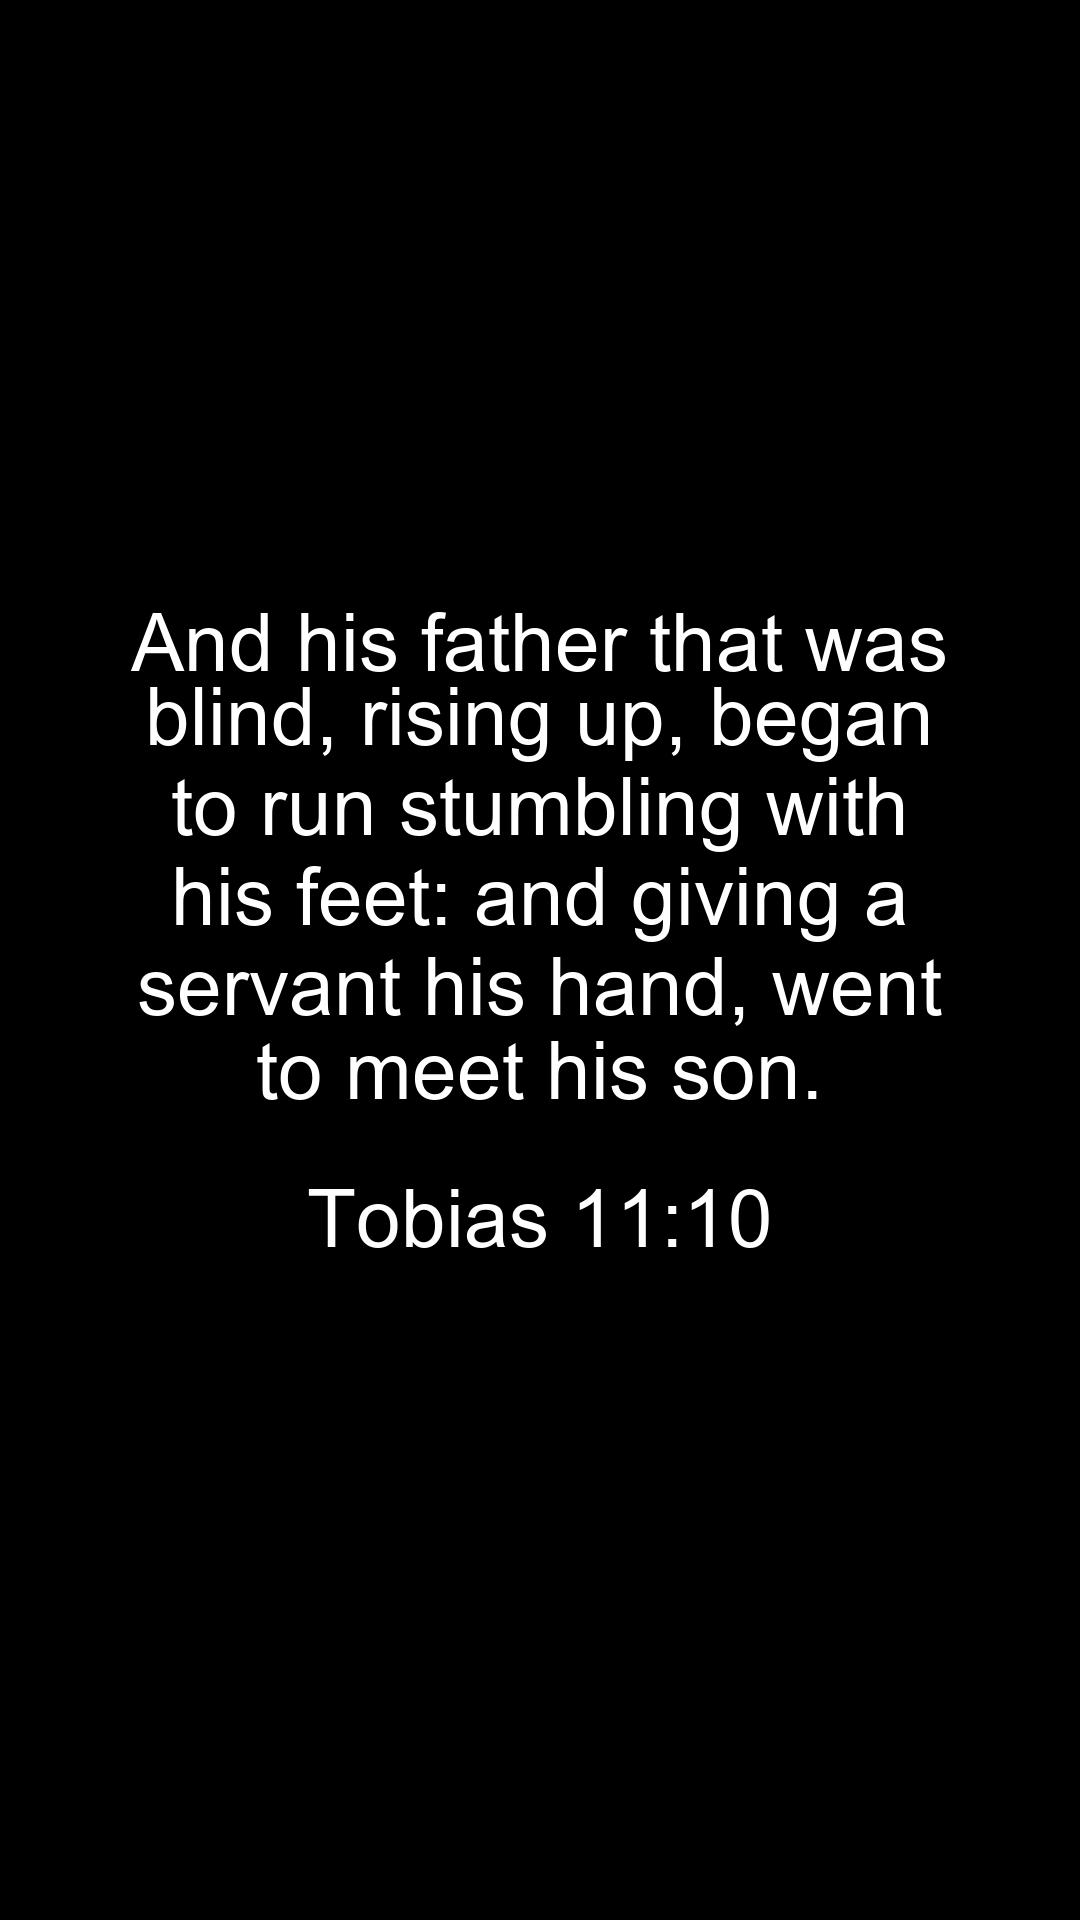 And his father that was
blind, rising up, began
to run stumbling with
his feet: and giving a
servant his hand, went
to meet his son.
Tobias 11:10